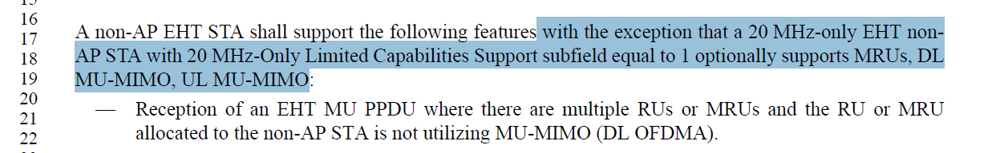 15
16
17 A non-AP EHT STA shall support the following features with the exception that a 20 MHz-only EHT non-
18 AP STA with 20 MHz-Only Limited Capabilities Support subfield equal to 1 optionally supports MRUs, DL
19 MU-MIMO, UL MU-MIMO:
20
21 — Reception of an EHT MU PPDU where there are multiple RUs or MRUs and the RU or MRU
22 allocated to the non-AP STA is not utilizing MU-MIMO (DL OFDMA).